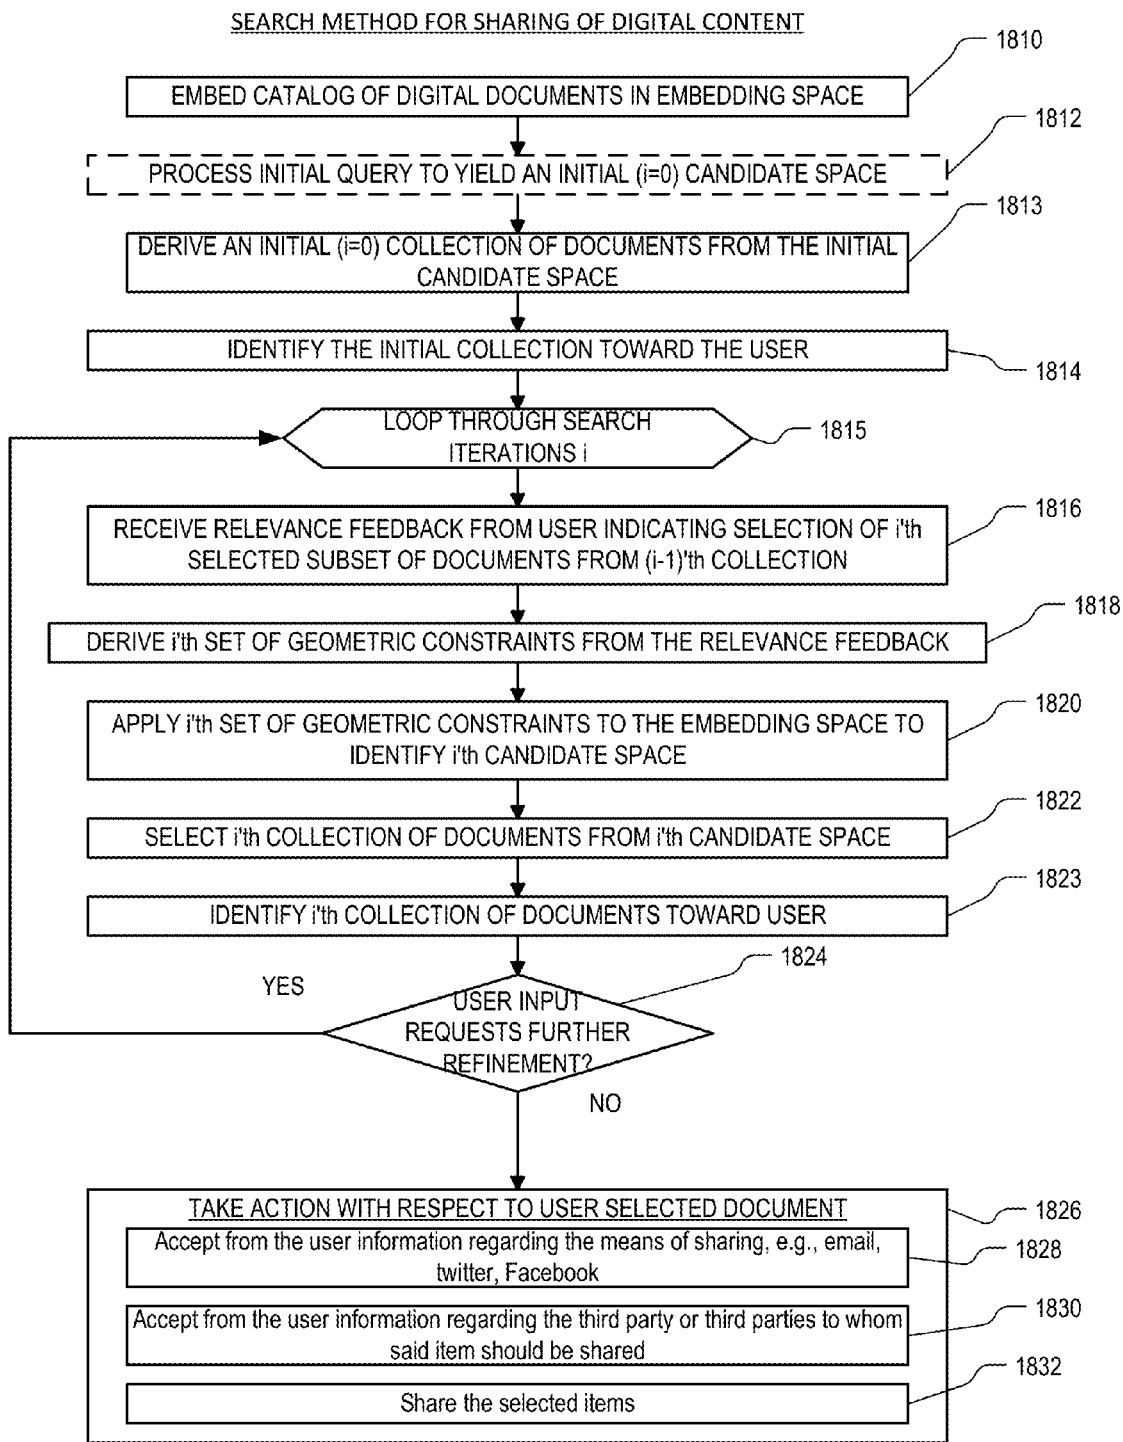 SEARCH METHOD FOR SHARING OF DIGITAL CONTENT
1810
EMBED CATALOG OF DIGITAL DOCUMENTS IN EMBEDDING SPACE
1812
PROCESS INITIAL QUERY TO YIELD AN INITIAL (i=0) CANDIDATE SPACE
1813
DERIVE AN INITIAL (i=0) COLLECTION OF DOCUMENTS FROM THE INITIAL
CANDIDATE SPACE
IDENTIFY THE INITIAL COLLECTION TOWARD THE USER
1814
LOOP THROUGH SEARCH
ITERATIONS i
1815
RECEIVE RELEVANCE FEEDBACK FROM USER INDICATING SELECTION OF i'th
SELECTED SUBSET OF DOCUMENTS FROM (i-1)'th COLLECTION
1816
1818
DERIVE i'th SET OF GEOMETRIC CONSTRAINTS FROM THE RELEVANCE FEEDBACK
1820
APPLY i'th SET OF GEOMETRIC CONSTRAINTS TO THE EMBEDDING SPACE TO
IDENTIFY i'th CANDIDATE SPACE
1822
SELECT i'th COLLECTION OF DOCUMENTS FROM i'th CANDIDATE SPACE
1823
IDENTIFY i'th COLLECTION OF DOCUMENTS TOWARD USER
1824
YES
USER INPUT
REQUESTS FURTHER
REFINEMENT?
NO
TAKE ACTION WITH RESPECT TO USER SELECTED DOCUMENT
1826
Accept from the user information regarding the means of sharing, e.g., email,
twitter, Facebook
1828
1830
Accept from the user information regarding the third party or third parties to whom
said item should be shared
1832
Share the selected items